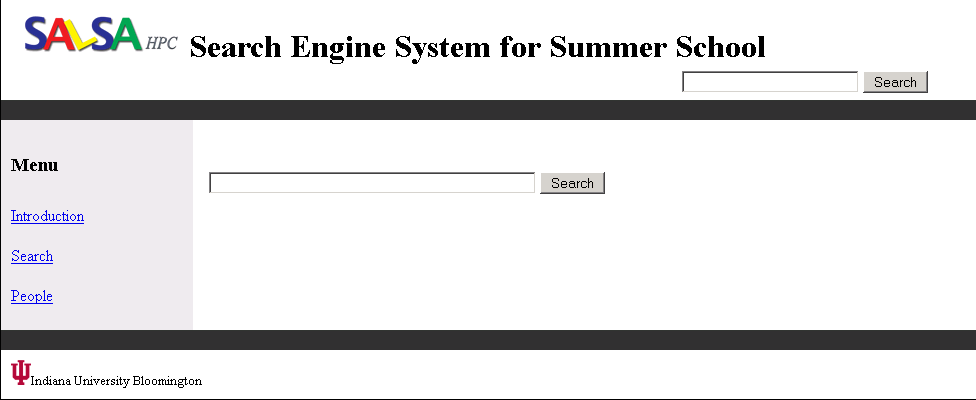 SALSA HPC Search Engine System for Summer School
Search
Menu
Search
Introduction
Search
People
Indiana University Bloomington